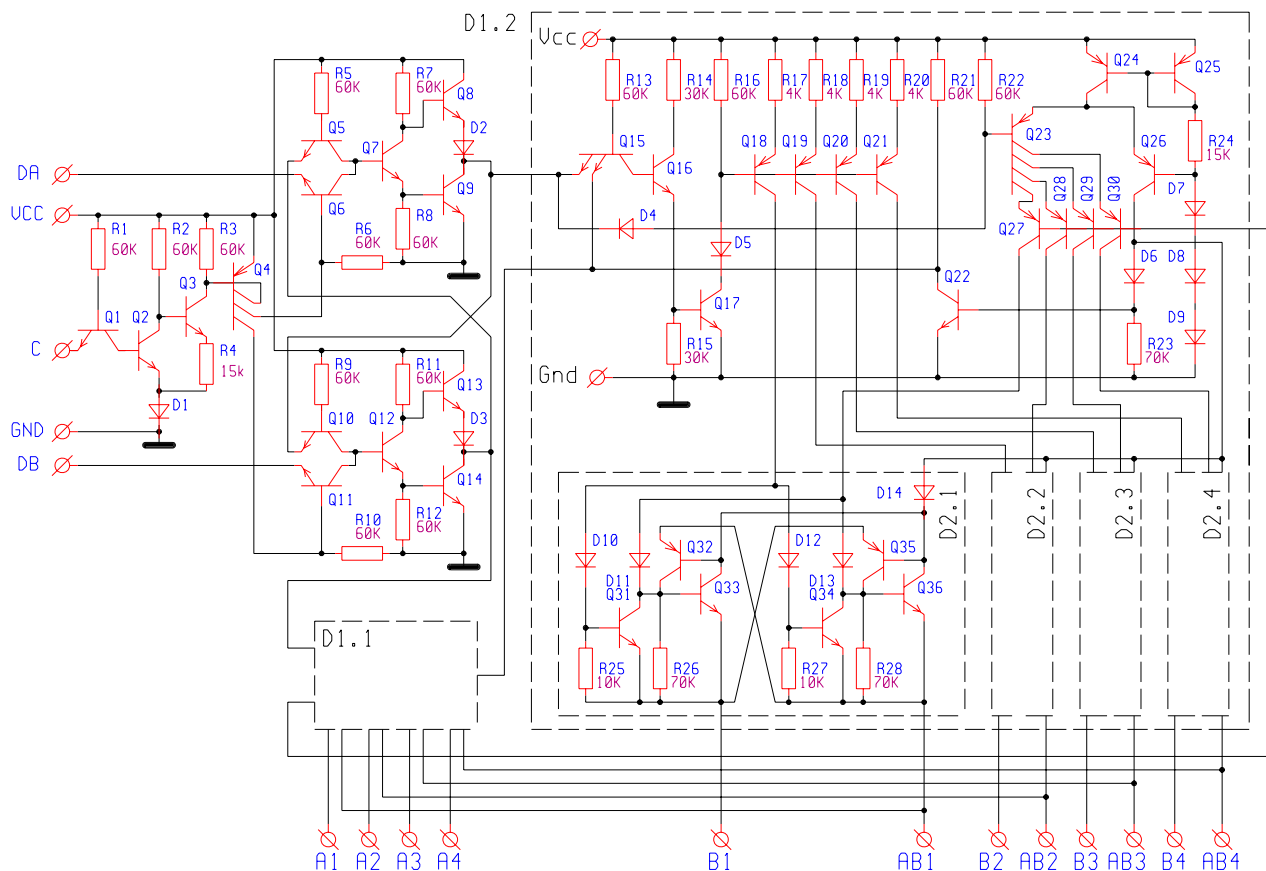 D1.2
Vcc
R5
60K
R7
60K
Q8
D2
Q5
Q7
Q6
Q9
R8
60K
R6
60K
DA
VCC
R1
60K
R2
60K
R3
60K
Q4
Q3
Q1
Q2
C
R4
15k
D1
GND
DB
R9
60K
R11
60K
Q13
D3
Q10
Q12
Q11
Q14
R12
60K
R10
60K
R13
60K
R14
30K
R16
60K
R17
4K
R18
4K
R19
4K
R20
4K
R21
60K
R22
60K
Q24
Q25
Q15
Q16
Q18
Q19
Q20
Q21
Q23
Q26
R24
15K
D7
Q28
Q29
Q30
D4
D5
Q27
D6
D8
Q22
Q17
D9
R15
30K
R23
70K
Gnd
D14
D2.1
D2.2
D2.3
D2.4
D10
Q32
D12
Q35
D11
Q31
Q33
D13
Q34
Q36
R25
10K
R26
70K
R27
10K
R28
70K
D1.1
A1
A2
A3
A4
B1
AB1
B2
AB2
B3
AB3
B4
AB4